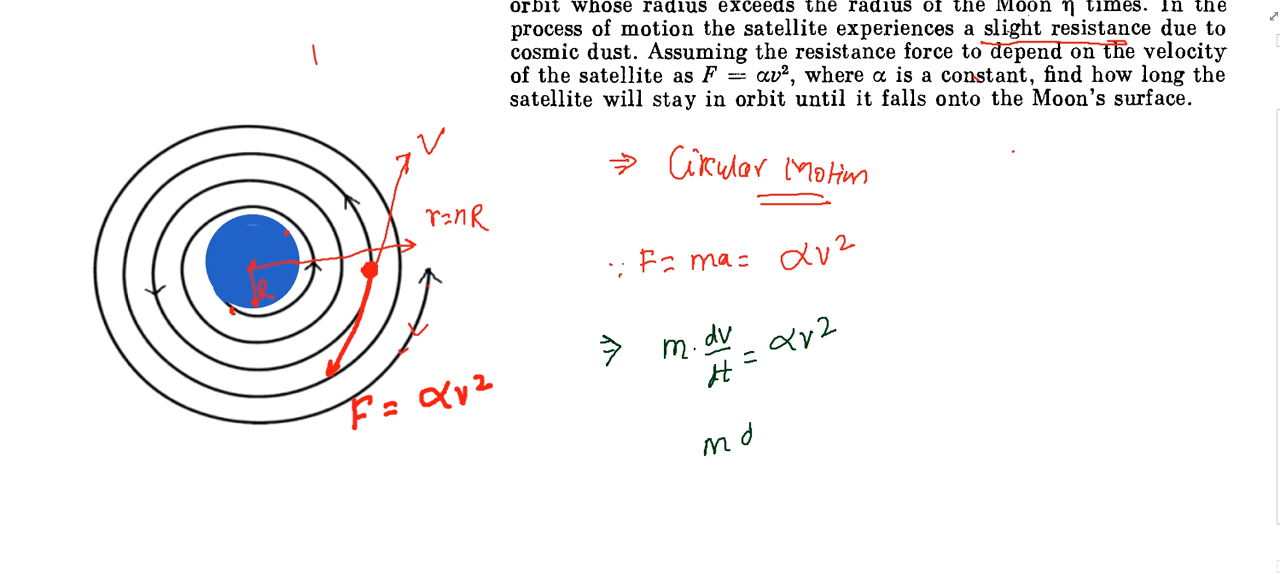 orbit whose radius exceeds the radius of the Moon η times. In the
process of motion the satellite experiences a slight resistance due to
cosmic dust. Assuming the resistance force to depend on the velocity
of the satellite as F = αv², where α is a constant, find how long the
satellite will stay in orbit until it falls onto the Moon's surface.
V
r=nR
R
F = αv²
⇒ Circular Motion
∵ F = ma = αv²
⇒ m · dv/dt = αv²
m d